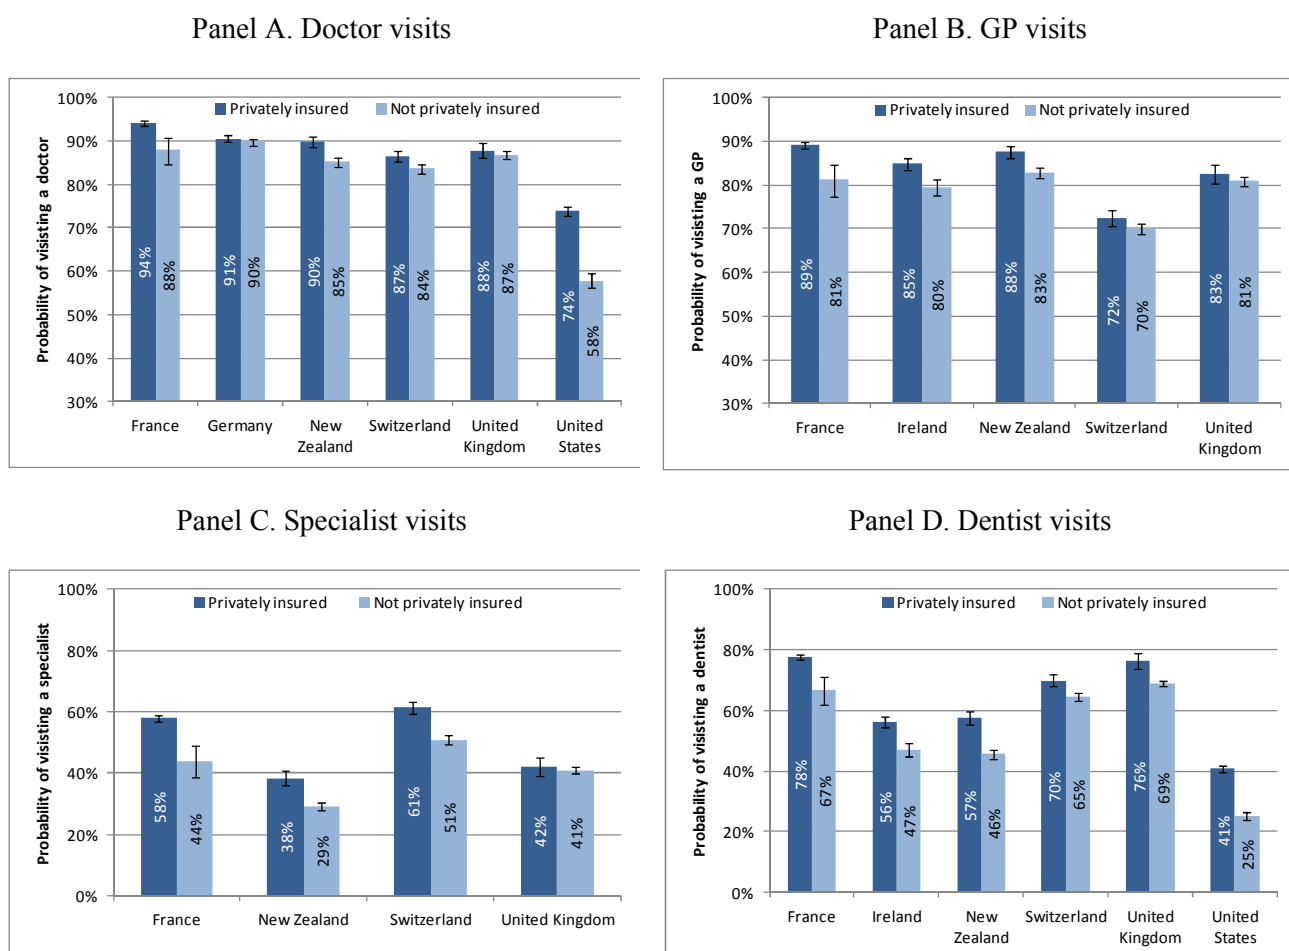 Panel A. Doctor visits
Privately insured
Not privately insured
Probability of visisting a doctor
100%
90%
80%
70%
60%
50%
40%
30%
94%
88%
91%
90%
90%
85%
87%
84%
88%
87%
74%
58%
France
Germany
New
Zealand
Switzerland
United
Kingdom
United
States
Panel B. GP visits
Privately insured
Not privately insured
Probability of visisting a GP
100%
90%
80%
70%
60%
50%
40%
30%
89%
81%
85%
80%
88%
83%
72%
70%
83%
81%
France
Ireland
New Zealand
Switzerland
United
Kingdom
Panel C. Specialist visits
Privately insured
Not privately insured
Probability of visisting a specialist
100%
80%
60%
40%
20%
0%
58%
44%
38%
29%
61%
51%
42%
41%
France
New Zealand
Switzerland
United Kingdom
Panel D. Dentist visits
Privately insured
Not privately insured
Probability of visisting a dentist
100%
80%
60%
40%
20%
0%
78%
67%
56%
47%
57%
46%
70%
65%
76%
69%
41%
25%
France
Ireland
New
Zealand
Switzerland
United
Kingdom
United
States